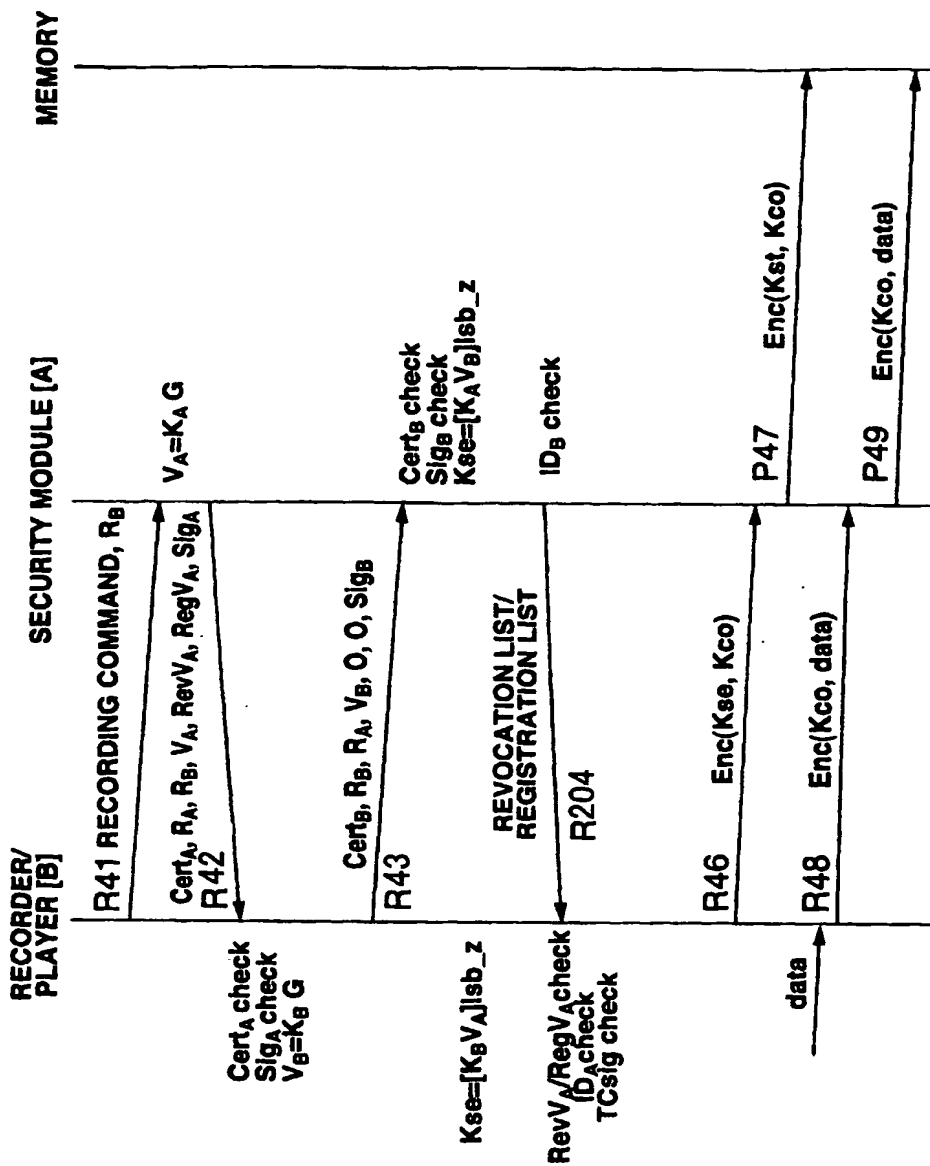 RECORDER/
PLAYER [B]
SECURITY MODULE [A]
MEMORY
R41 RECORDING COMMAND, R_B
V_A=K_A G
Cert_A, R_A, R_B, V_A, RevV_A, RegV_A, Sig_A
R42
Cert_A check
Sig_A check
V_B=K_B G
Cert_B, R_B, R_A, V_B, O, O, Sig_B
R43
Cert_B check
Sig_B check
Kse=[K_A V_B]lsb_z
Kse=[K_B V_A]lsb_z
ID_B check
REVOCATION LIST/
REGISTRATION LIST
R204
RevV_A/RegV_A check
ID_A check
TCsig check
R46
Enc(Kse, Kco)
P47
Enc(Kst, Kco)
data
R48
Enc(Kco, data)
P49
Enc(Kco, data)